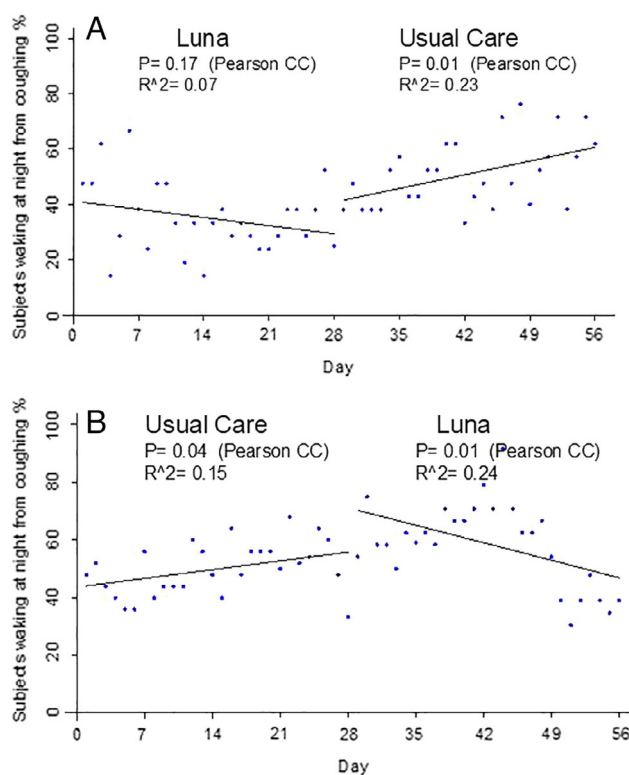 A
Luna
P= 0.17 (Pearson CC)
R^2= 0.07
Usual Care
P= 0.01 (Pearson CC)
R^2= 0.23
Subjects waking at night from coughing %
100
80
60
40
20
0
0 7 14 21 28 35 42 49 56
Day
B
Usual Care
P= 0.04 (Pearson CC)
R^2= 0.15
Luna
P= 0.01 (Pearson CC)
R^2= 0.24
Subjects waking at night from coughing %
100
80
60
40
20
0
0 7 14 21 28 35 42 49 56
Day